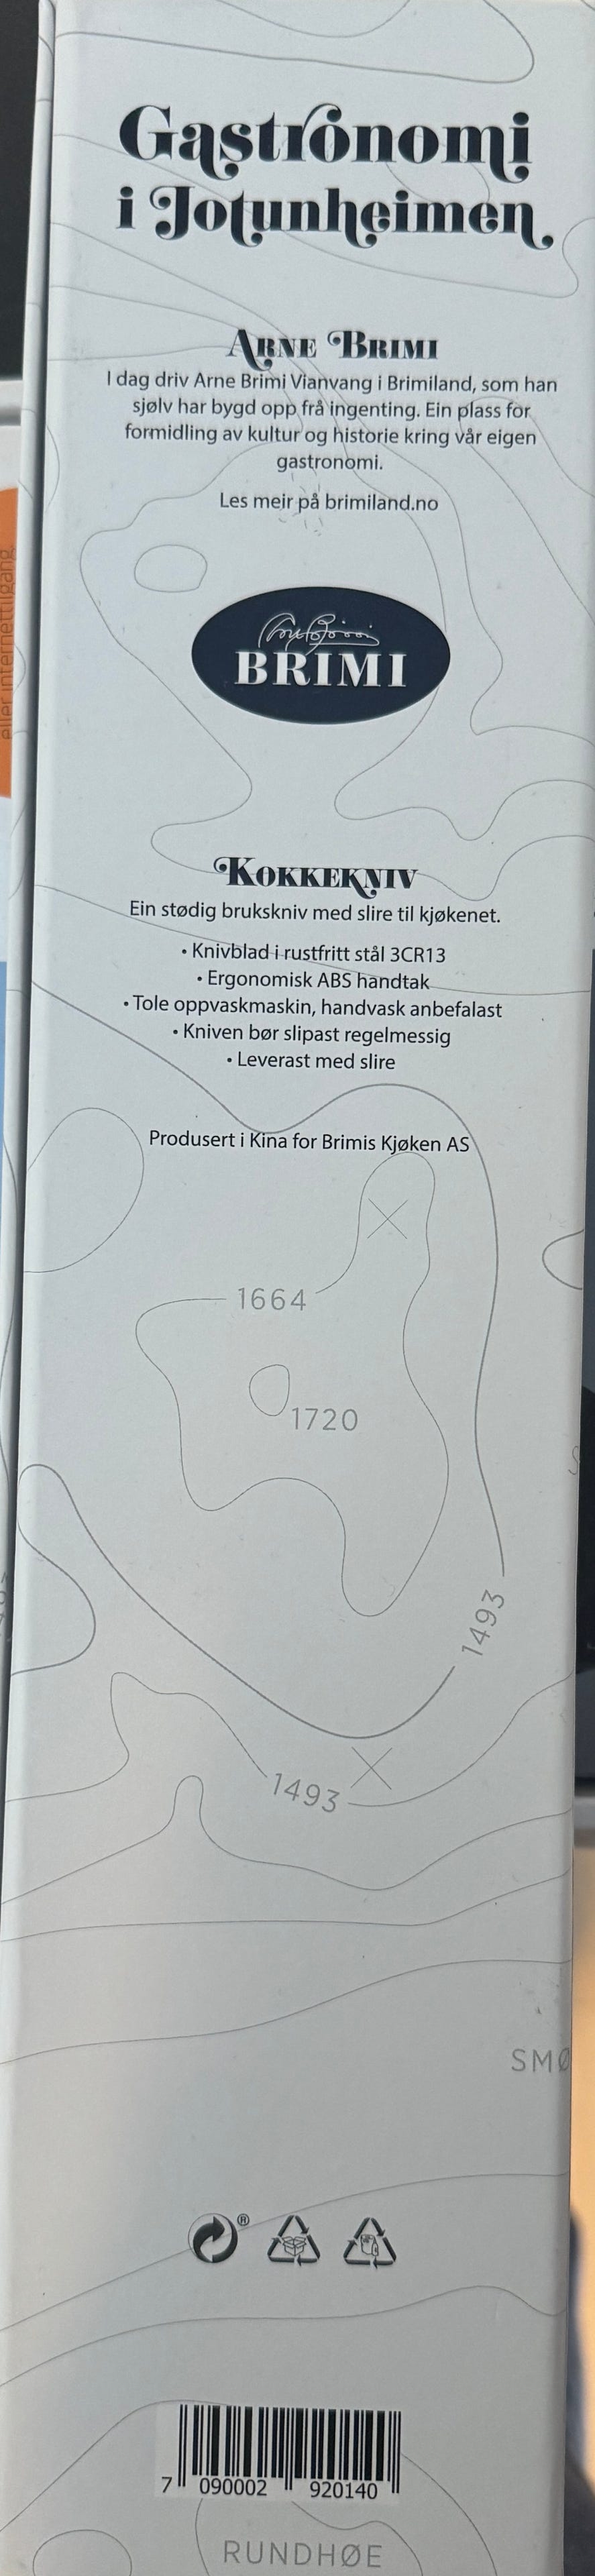 Gastronomi
i Jotunheimen
ARNE BRIMI
I dag driv Arne Brimi Vianvang i Brimiland, som han
sjølv har bygd opp frå ingenting. Ein plass for
formidling av kultur og historie kring vår eigen
gastronomi.
Les meir på brimiland.no
BRIMI
KOKKEKNIV
Ein stødig brukskniv med slire til kjøkenet.
• Knivblad i rustfritt stål 3CR13
• Ergonomisk ABS handtak
• Tole oppvaskmaskin, handvask anbefalast
• Kniven bør slipast regelmessig
• Leverast med slire
Produsert i Kina for Brimis Kjøken AS
1664
1720
1493
1493
SMØ
®
7 090002 920140
RUNDHØE
eller internettilgang